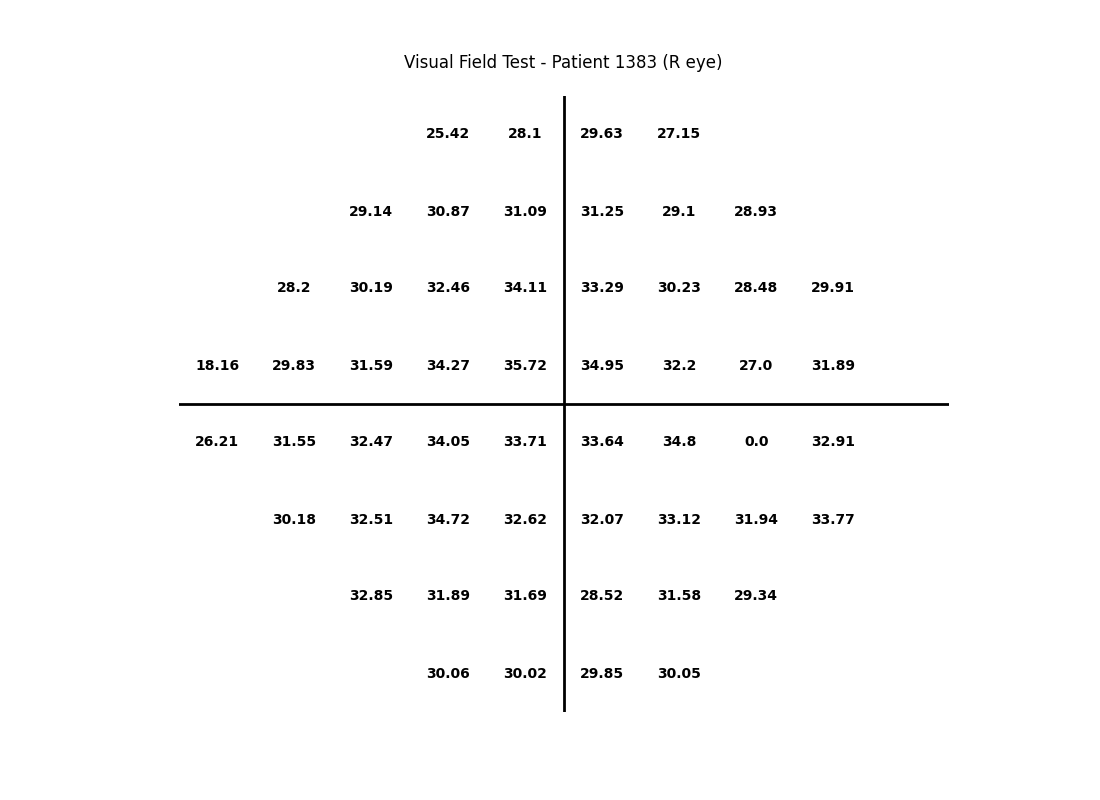 Visual Field Test - Patient 1383 (R eye)
25.42 28.1 29.63 27.15
29.14 30.87 31.09 31.25 29.1 28.93
28.2 30.19 32.46 34.11 33.29 30.23 28.48 29.91
18.16 29.83 31.59 34.27 35.72 34.95 32.2 27.0 31.89
26.21 31.55 32.47 34.05 33.71 33.64 34.8 0.0 32.91
30.18 32.51 34.72 32.62 32.07 33.12 31.94 33.77
32.85 31.89 31.69 28.52 31.58 29.34
30.06 30.02 29.85 30.05